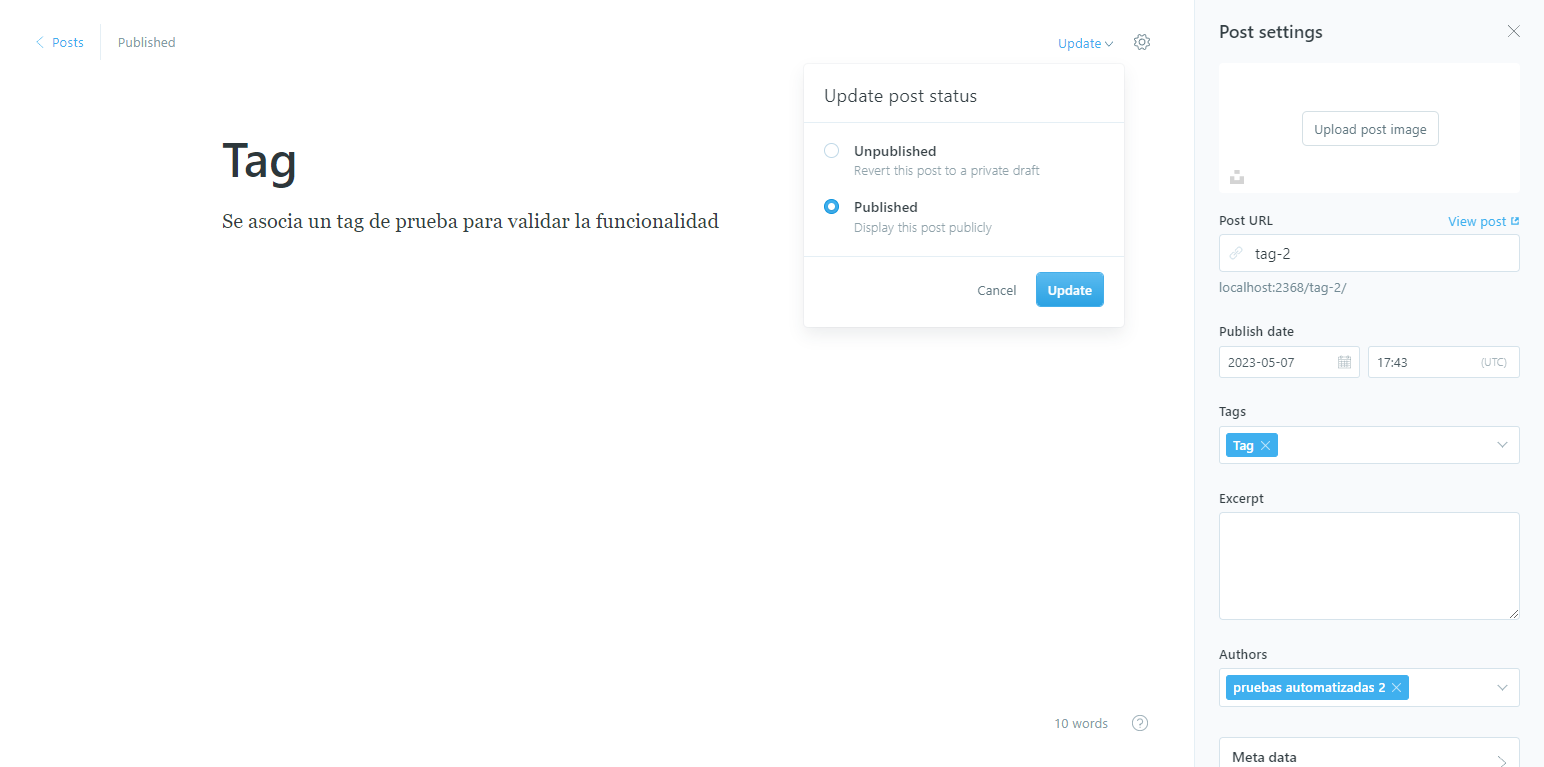 Posts
Published
Update
Update post status
Unpublished
Revert this post to a private draft
Published
Display this post publicly
Cancel
Update
Tag
Se asocia un tag de prueba para validar la funcionalidad
10 words
?
Post settings
Upload post image
Post URL
View post
tag-2
localhost:2368/tag-2/
Publish date
2023-05-07
17:43
(UTC)
Tags
Tag
Excerpt
Authors
pruebas automatizadas 2
Meta data